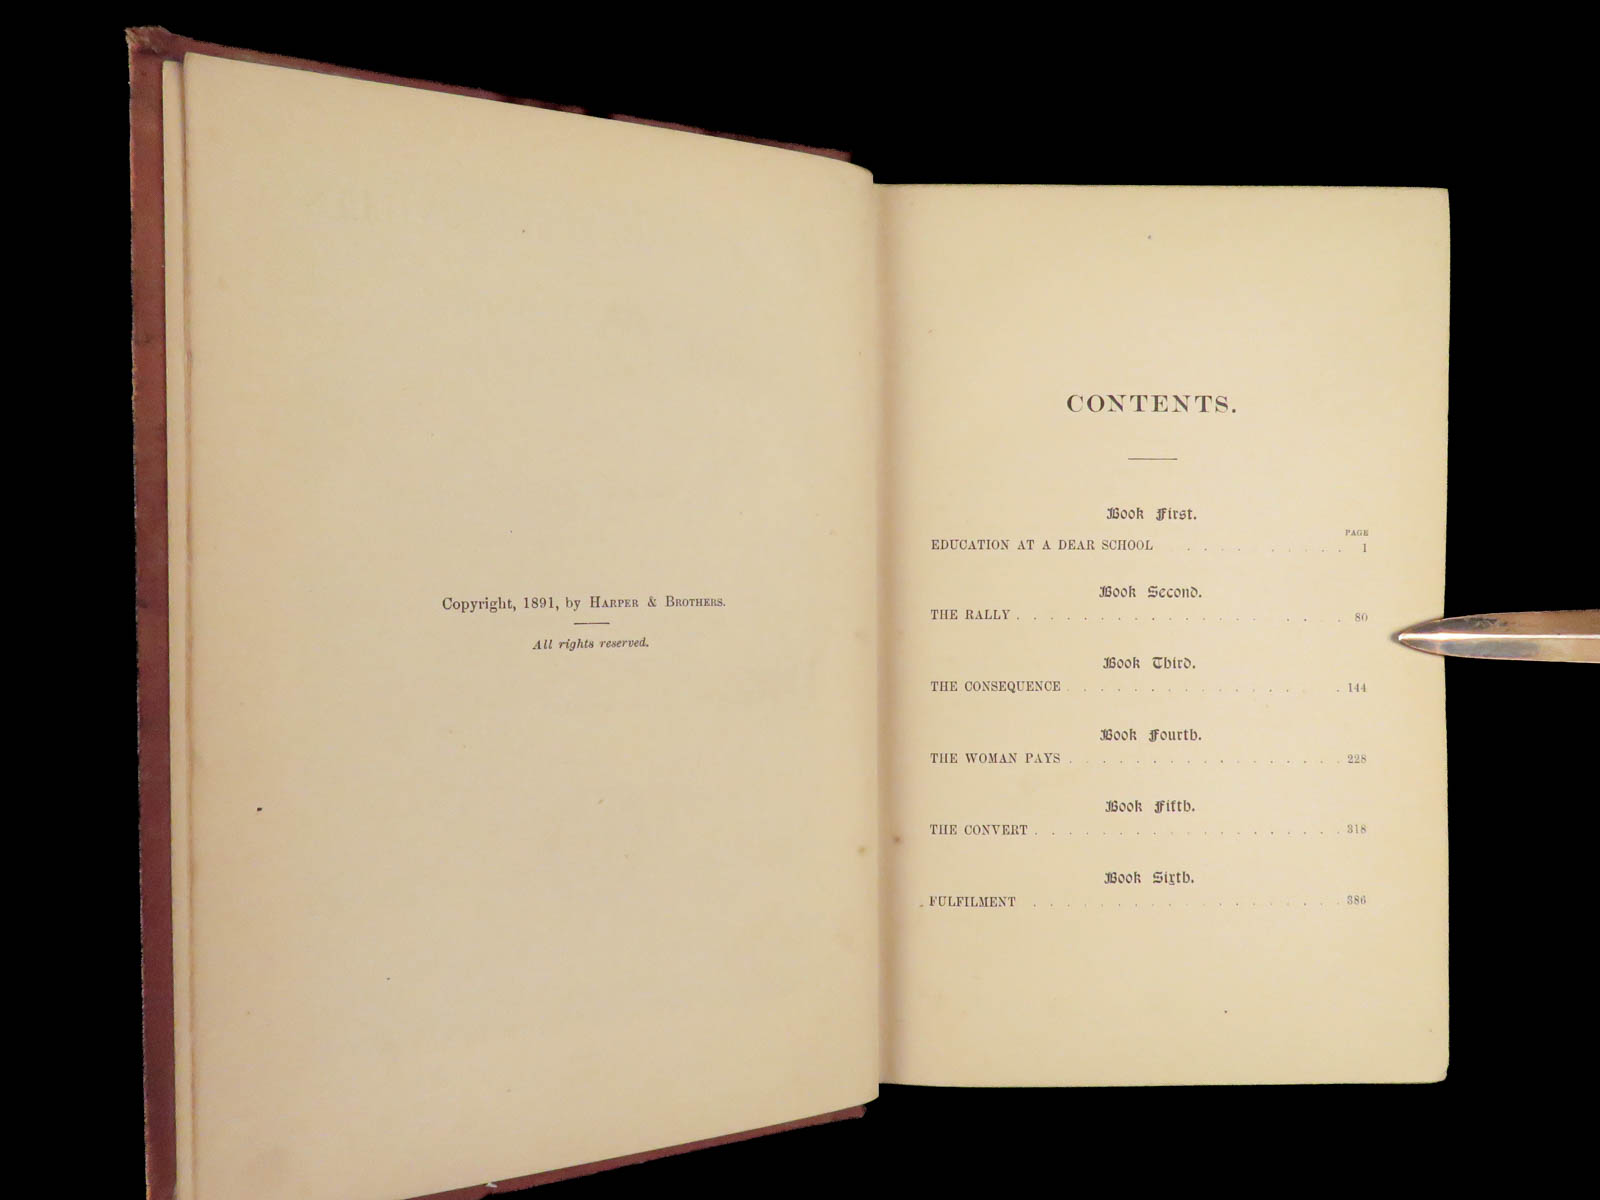 Copyright, 1891, by Harper & Brothers.
All rights reserved.
CONTENTS.
Book First.
PAGE
EDUCATION AT A DEAR SCHOOL . . . . . . . . . . 1
Book Second.
THE RALLY . . . . . . . . . . . . . . . . . . . 80
Book Third.
THE CONSEQUENCE . . . . . . . . . . . . . . . . 144
Book Fourth.
THE WOMAN PAYS . . . . . . . . . . . . . . . . . 228
Book Fifth.
THE CONVERT . . . . . . . . . . . . . . . . . . . 318
Book Sixth.
FULFILMENT . . . . . . . . . . . . . . . . . . . 386